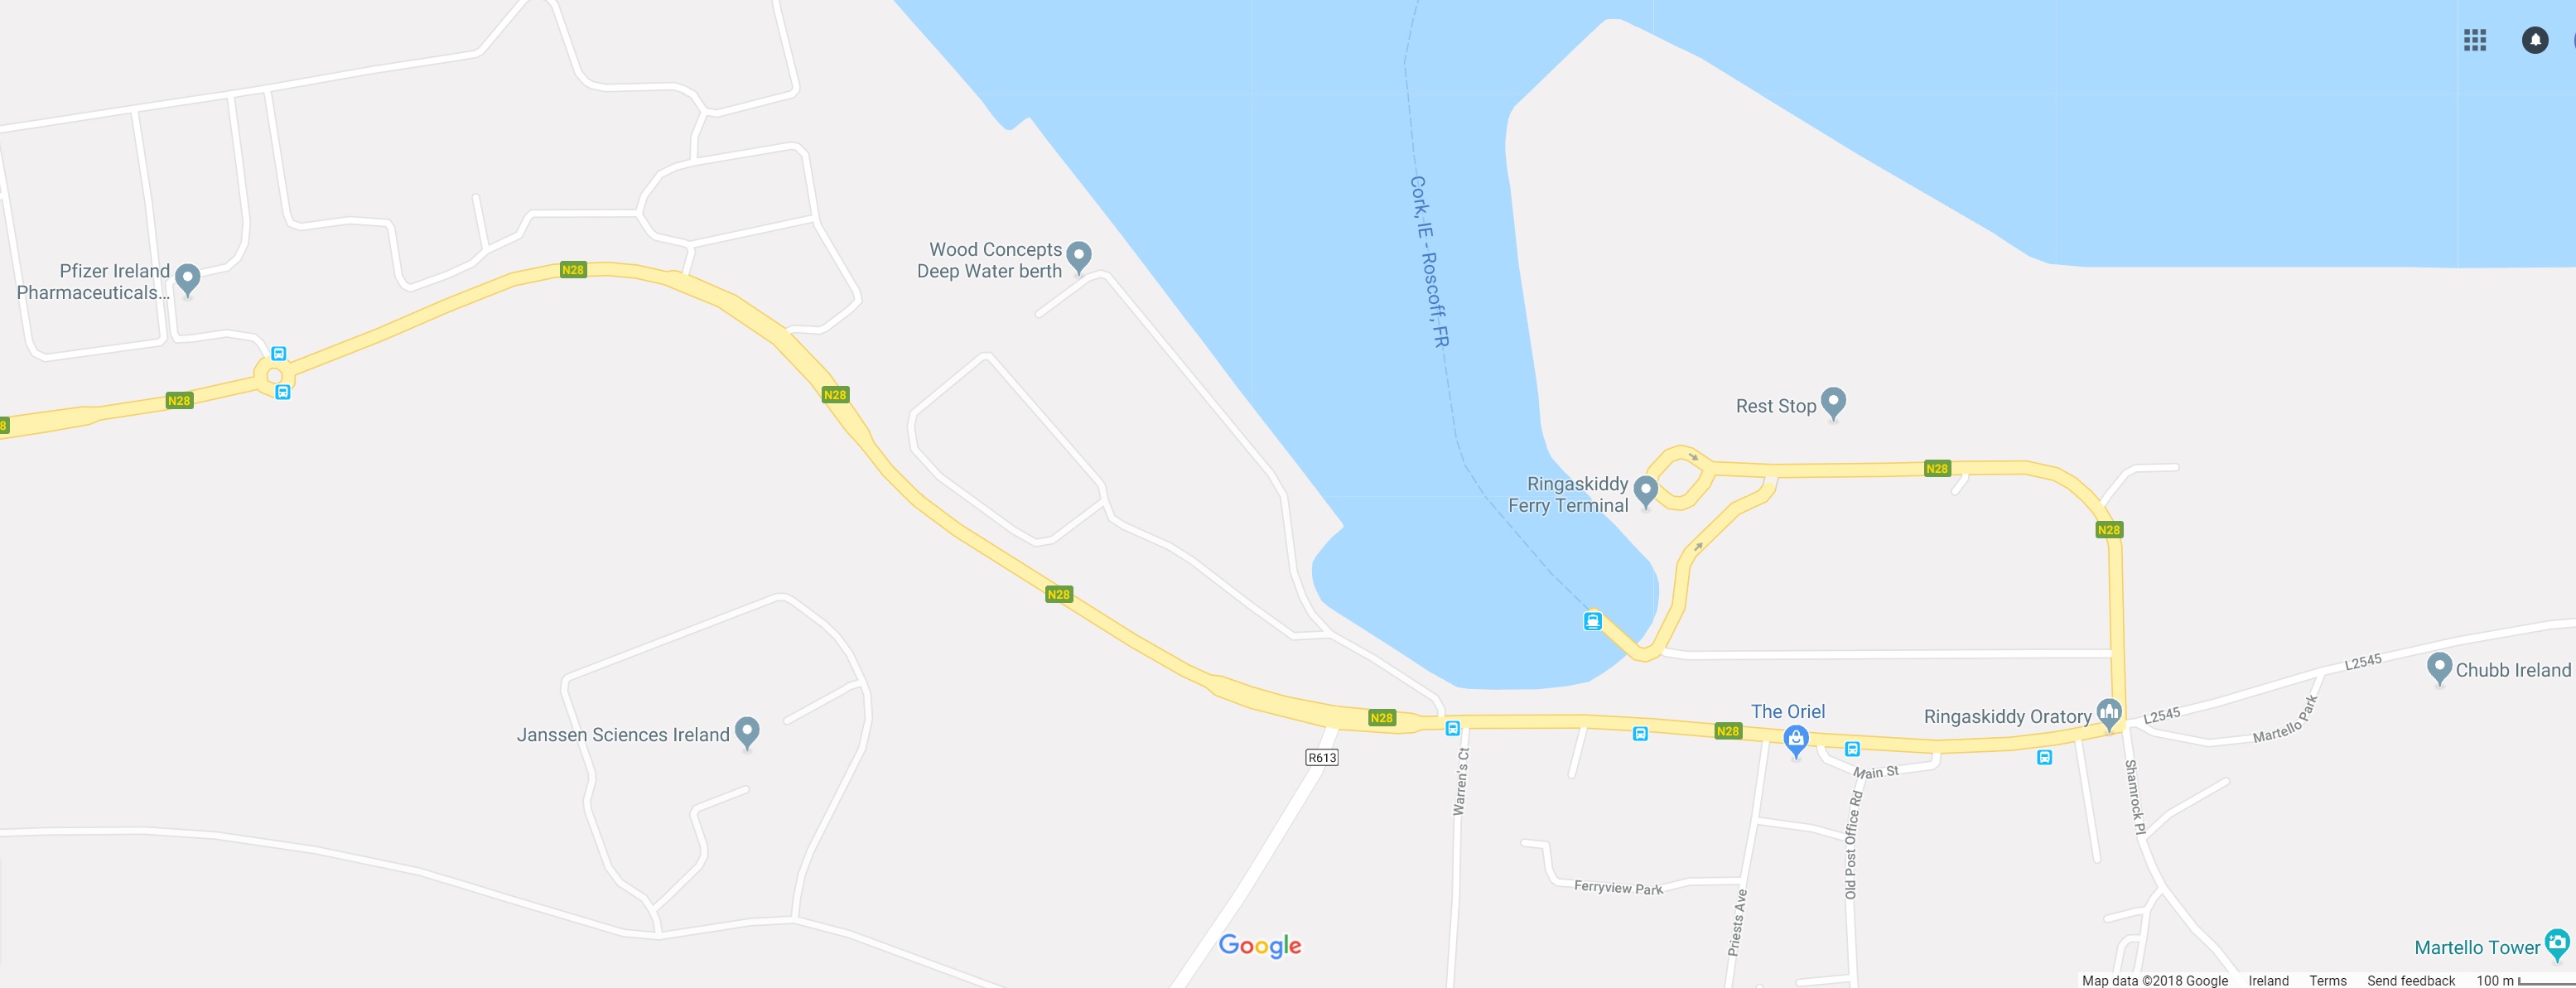 Cork, IE - Roscoff, FR
Wood Concepts
Deep Water berth
Pfizer Ireland
Pharmaceuticals...
N28
N28
N28
8
Rest Stop
N28
Ringaskiddy
Ferry Terminal
N28
N28
L2545
Chubb Ireland
Martello Park
L2545
Ringaskiddy Oratory
The Oriel
N28
N28
Janssen Sciences Ireland
R613
Warren's Ct
Main St
Shamrock Pl
Old Post Office Rd
Ferryview Park
Priests Ave
Google
Martello Tower
Map data ©2018 Google Ireland Terms Send feedback 100 m